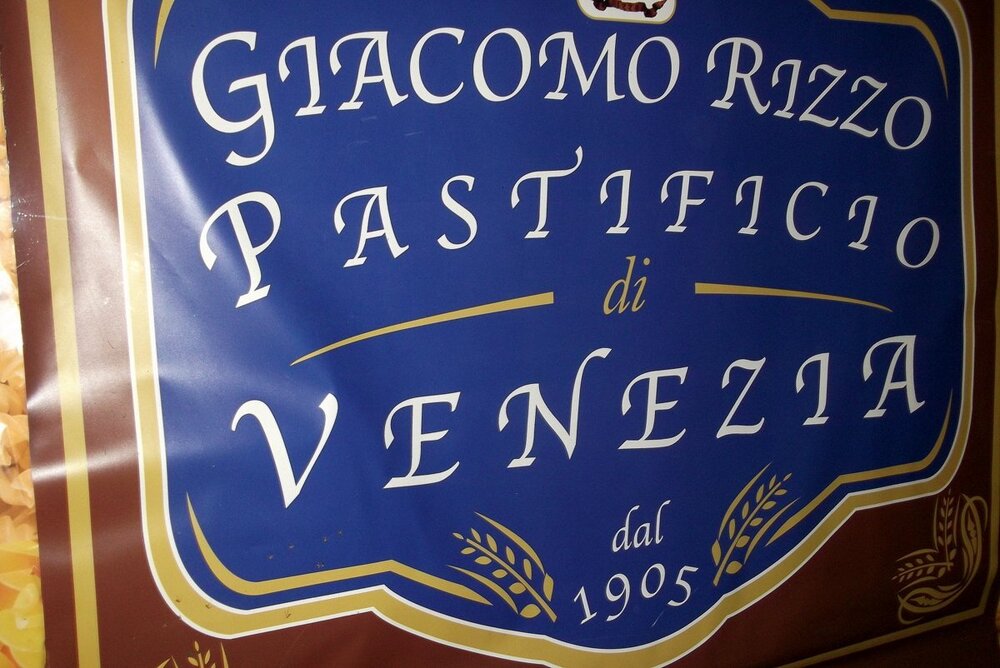 GIACOMO RIZZO
PASTIFICIO
di
VENEZIA
dal
1905